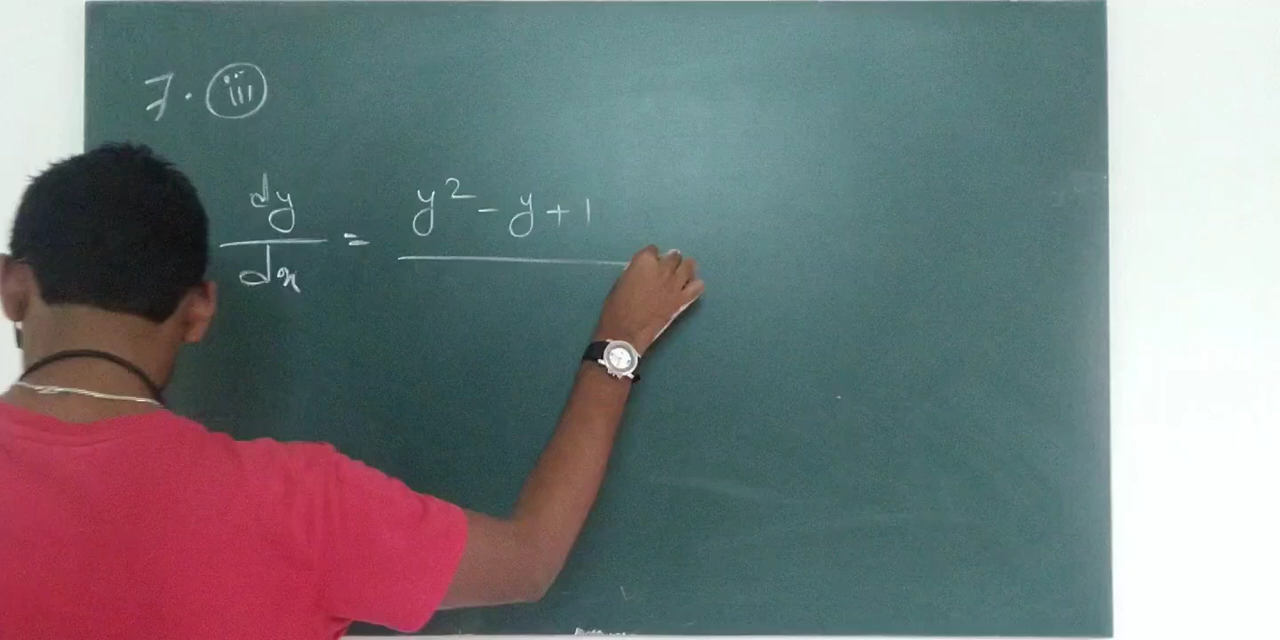 7. iii
dy/dx = y² - y + 1